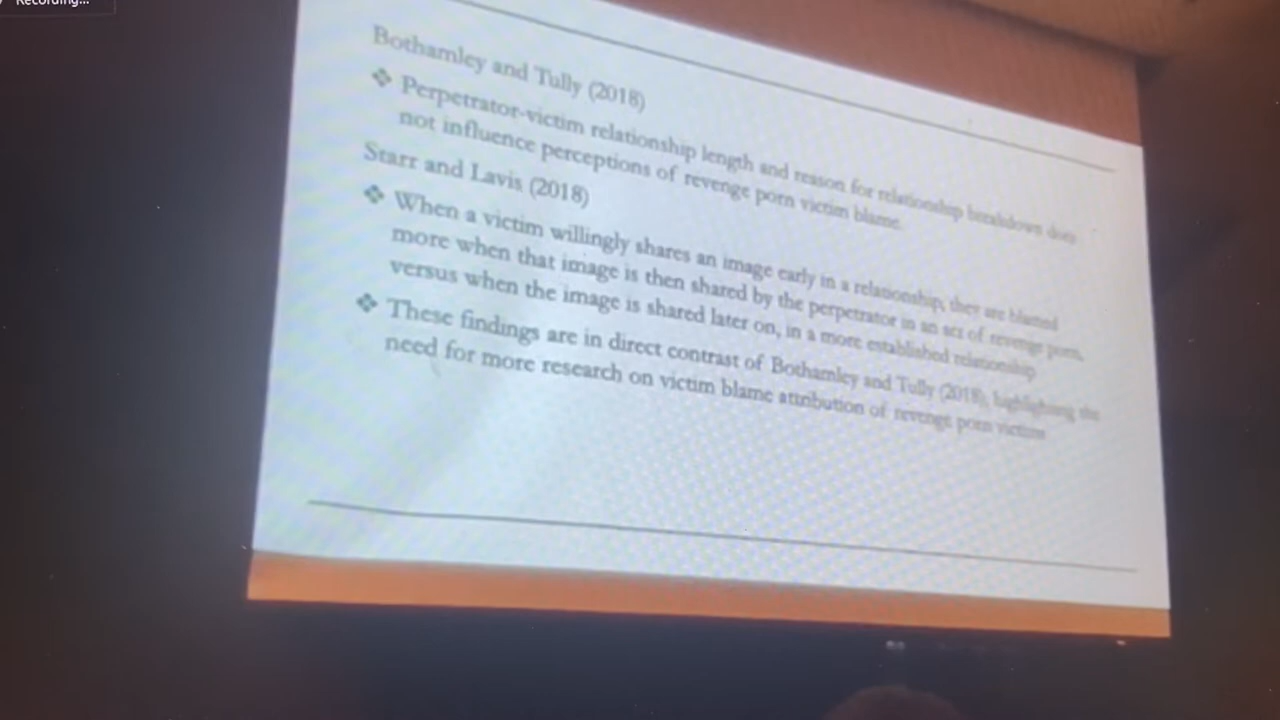 Recording...
Bothamley and Tully (2018)
❖ Perpetrator-victim relationship length and reason for relationship breakdown does
not influence perceptions of revenge porn victim blame.
Starr and Lavis (2018)
❖ When a victim willingly shares an image early in a relationship, they are blamed
more when that image is then shared by the perpetrator in an act of revenge porn,
versus when the image is shared later on, in a more established relationship
❖ These findings are in direct contrast of Bothamley and Tully (2018), highlighting the
need for more research on victim blame attribution of revenge porn victims